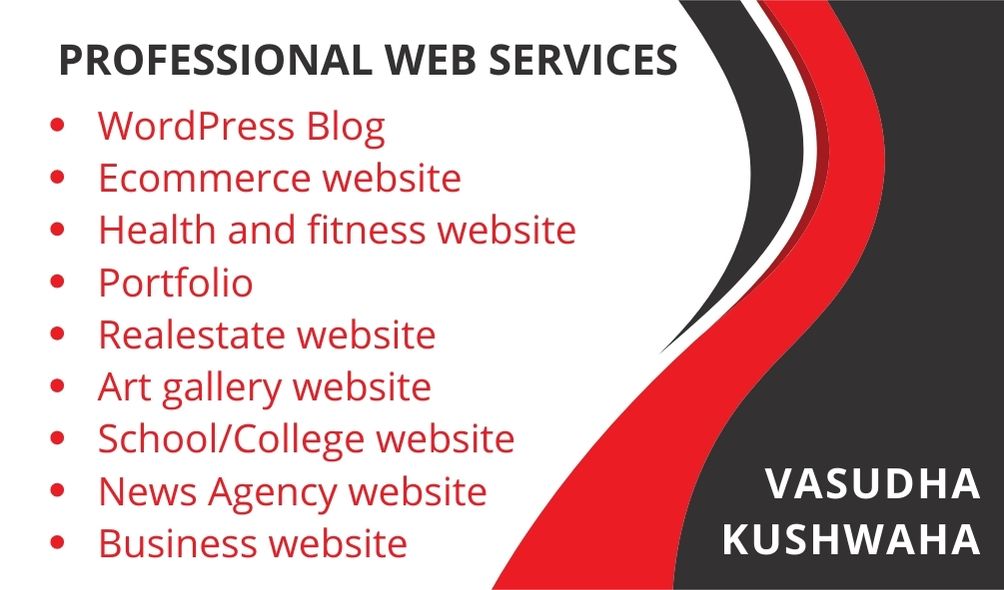 PROFESSIONAL WEB SERVICES
• WordPress Blog
• Ecommerce website
• Health and fitness website
• Portfolio
• Realestate website
• Art gallery website
• School/College website
• News Agency website
• Business website
VASUDHA
KUSHWAHA